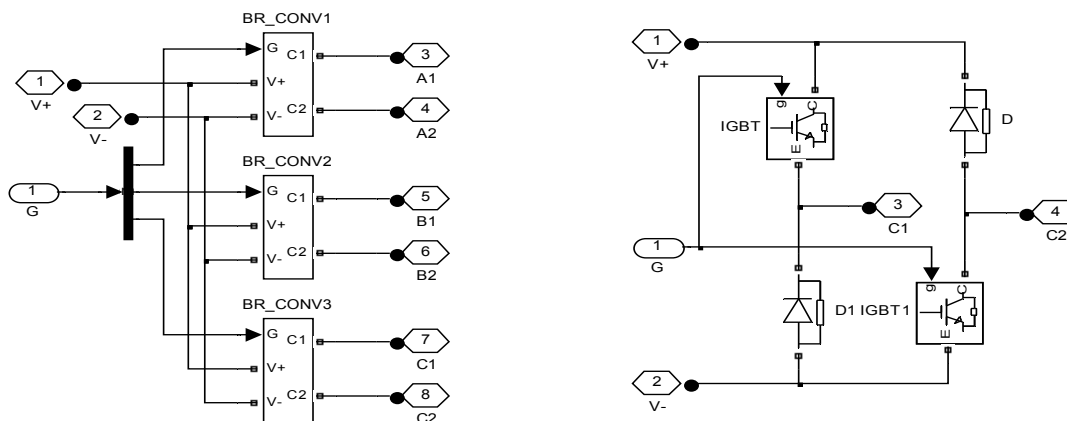 BR_CONV1
G
C1
V+
C2
V-
3
A1
4
A2
1
V+
2
V-
BR_CONV2
G
C1
V+
C2
V-
5
B1
6
B2
1
G
BR_CONV3
G
C1
V+
C2
V-
7
C1
8
C2
1
V+
IGBT
g
C
E
D
3
C1
4
C2
1
G
D1
IGBT1
g
C
E
2
V-